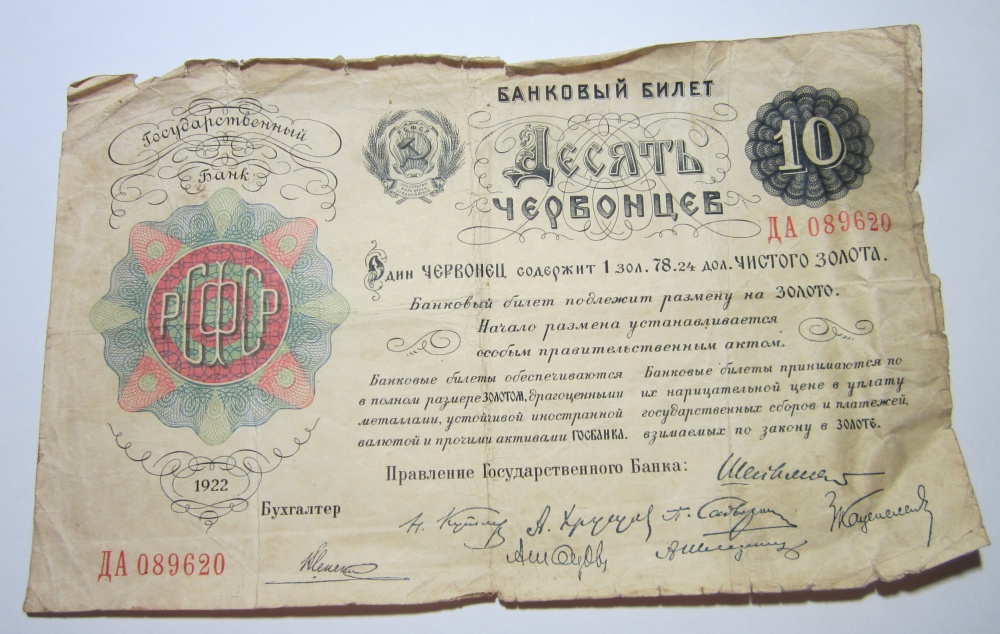 Государственный
Банк
РСФСР
1922
РСФСР
БАНКОВЫЙ БИЛЕТ
ДЕСЯТЬ
ЧЕРВОНЦЕВ
10
ДА 089620
Один ЧЕРВОНЕЦ содержит 1 зол. 78.24 дол. ЧИСТОГО ЗОЛОТА.
Банковый билет подлежит размену на ЗОЛОТО.
Начало размена устанавливается
особым правительственным актом.
Банковые билеты обеспечиваются
в полном размере ЗОЛОТОМ, драгоценными
металлами, устойчивой иностранной
валютой и прочими активами ГОСБАНКА.
Банковые билеты принимаются по
их нарицательной цене в уплату
государственных сборов и платежей,
взимаемых по закону в ЗОЛОТЕ.
Правление Государственного Банка:
Бухгалтер
ДА 089620